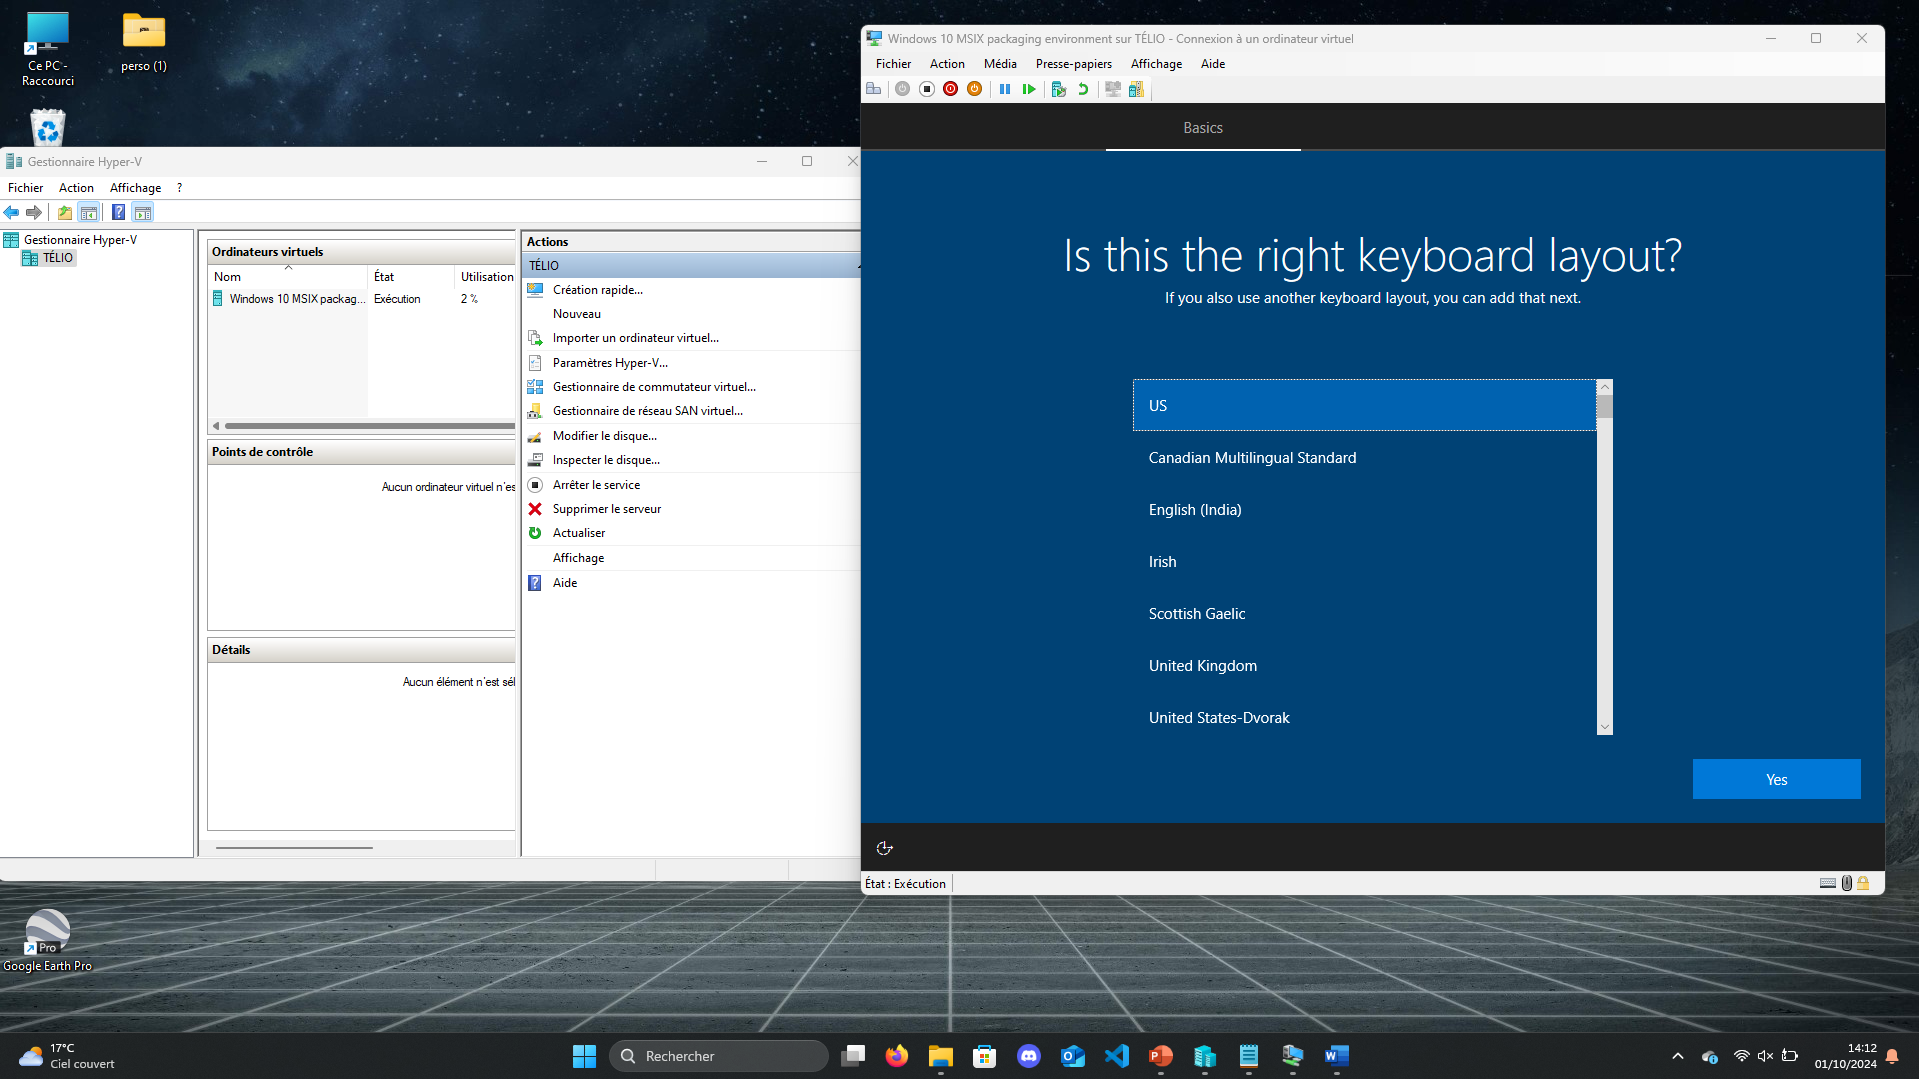 Ce PC -
Raccourci
perso (1)
Gestionnaire Hyper-V
Fichier
Action
Affichage
?
Gestionnaire Hyper-V
TÉLIO
Ordinateurs virtuels
Nom
État
Utilisation
Windows 10 MSIX packag...
Exécution
2 %
Points de contrôle
Aucun ordinateur virtuel n'es
Détails
Aucun élément n'est sél
Actions
TÉLIO
Création rapide...
Nouveau
Importer un ordinateur virtuel...
Paramètres Hyper-V...
Gestionnaire de commutateur virtuel...
Gestionnaire de réseau SAN virtuel...
Modifier le disque...
Inspecter le disque...
Arrêter le service
Supprimer le serveur
Actualiser
Affichage
Aide
Windows 10 MSIX packaging environment sur TÉLIO - Connexion à un ordinateur virtuel
Fichier
Action
Média
Presse-papiers
Affichage
Aide
Basics
Is this the right keyboard layout?
If you also use another keyboard layout, you can add that next.
US
Canadian Multilingual Standard
English (India)
Irish
Scottish Gaelic
United Kingdom
United States-Dvorak
Yes
État : Exécution
Pro
Google Earth Pro
17°C
Ciel couvert
Rechercher
14:12
01/10/2024